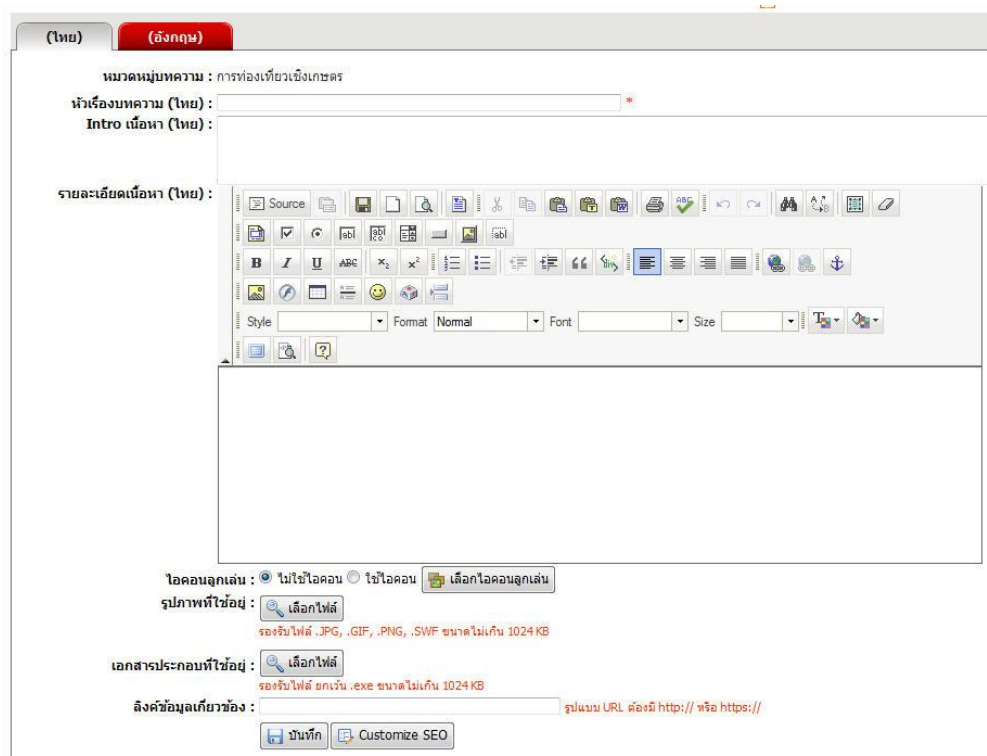 (ไทย) (อังกฤษ)
หมวดหมู่บทความ : การท่องเที่ยวเชิงเกษตร
หัวเรื่องบทความ (ไทย) : *
Intro เนื้อหา (ไทย) :
รายละเอียดเนื้อหา (ไทย) :
Source
B I U ABC x₂ x²
Style Format Normal Font Size
ไอคอนลูกเล่น : ไม่ใช้ไอคอน ใช้ไอคอน เลือกไอคอนลูกเล่น
รูปภาพที่ใช้อยู่ : เลือกไฟล์
รองรับไฟล์ .JPG, .GIF, .PNG, .SWF ขนาดไม่เกิน 1024 KB
เอกสารประกอบที่ใช้อยู่ : เลือกไฟล์
รองรับไฟล์ ยกเว้น .exe ขนาดไม่เกิน 1024 KB
ลิงค์ข้อมูลเกี่ยวข้อง : รูปแบบ URL ต้องมี http:// หรือ https://
บันทึก Customize SEO